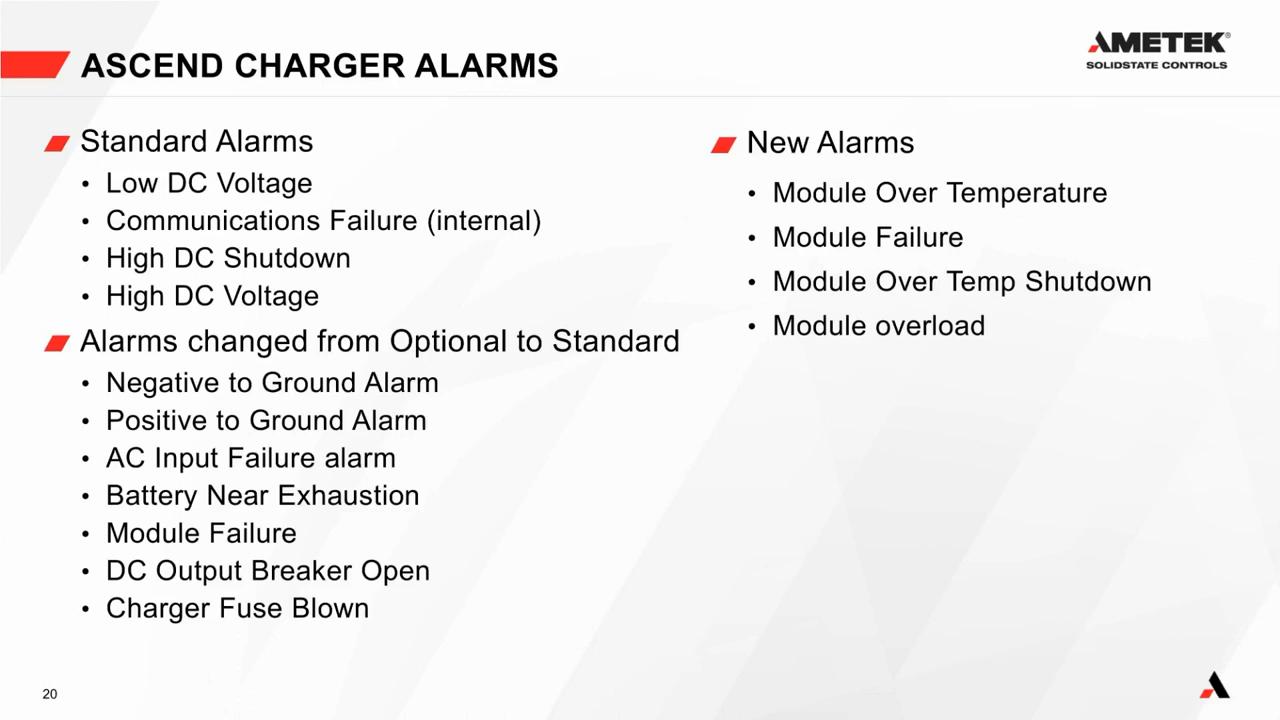 ASCEND CHARGER ALARMS
AMETEK®
SOLIDSTATE CONTROLS
Standard Alarms
• Low DC Voltage
• Communications Failure (internal)
• High DC Shutdown
• High DC Voltage
Alarms changed from Optional to Standard
• Negative to Ground Alarm
• Positive to Ground Alarm
• AC Input Failure alarm
• Battery Near Exhaustion
• Module Failure
• DC Output Breaker Open
• Charger Fuse Blown
New Alarms
• Module Over Temperature
• Module Failure
• Module Over Temp Shutdown
• Module overload
20